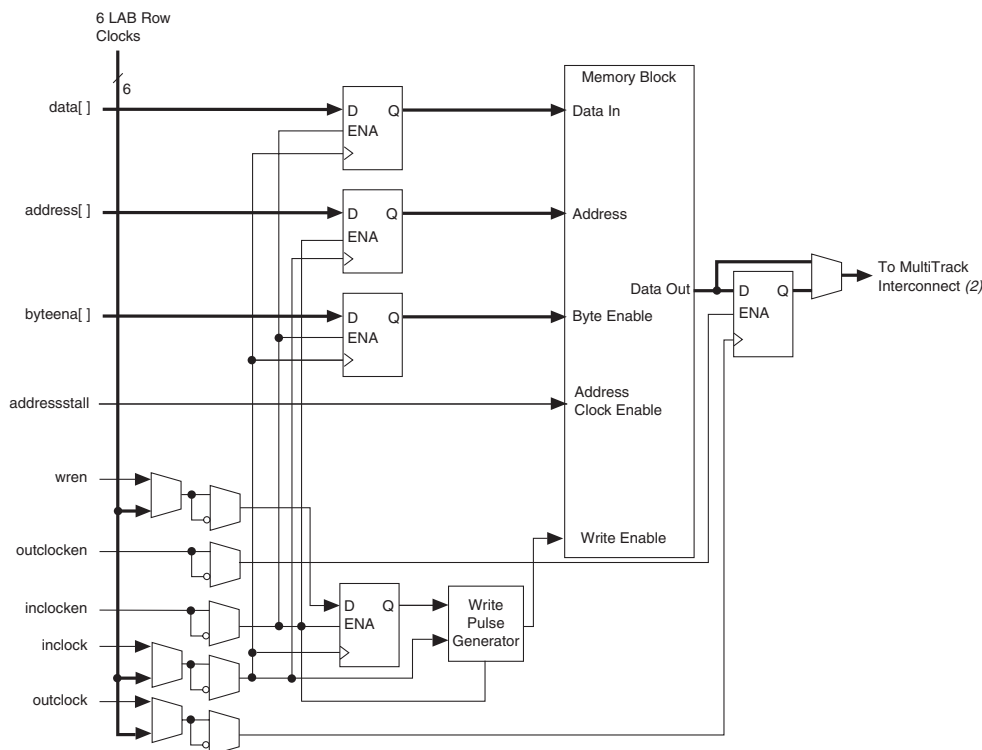 6 LAB Row
Clocks
6
Memory Block
data[ ]
D Q
ENA
Data In
address[ ]
D Q
ENA
Address
Data Out
D Q
ENA
To MultiTrack
Interconnect (2)
byteena[ ]
D Q
ENA
Byte Enable
addressstall
Address
Clock Enable
wren
Write Enable
outclocken
inclocken
D Q
ENA
Write
Pulse
Generator
inclock
outclock